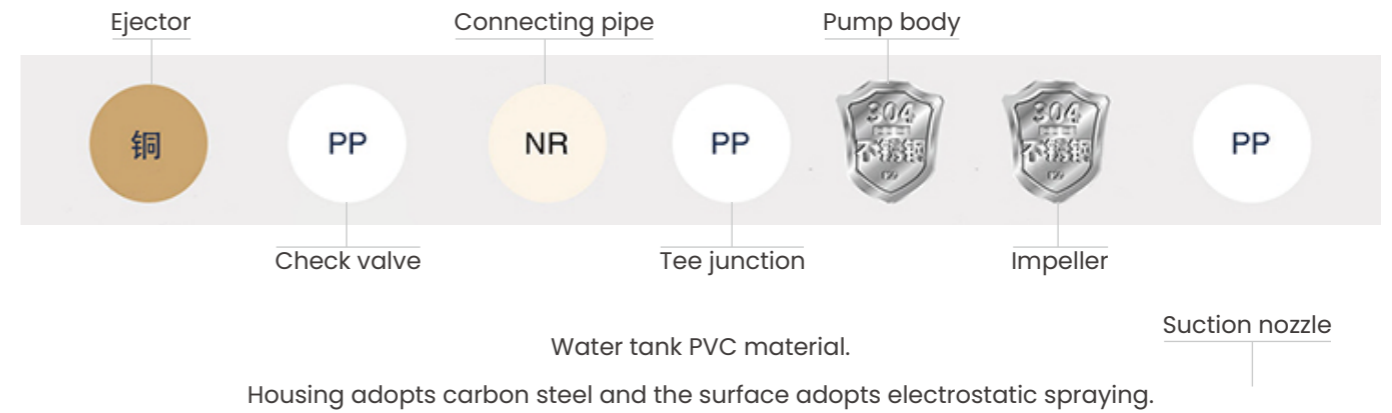 Ejector
Connecting pipe
Pump body
铜
PP
NR
PP
304
不锈钢
304
不锈钢
PP
Check valve
Tee junction
Impeller
Suction nozzle
Water tank PVC material.
Housing adopts carbon steel and the surface adopts electrostatic spraying.